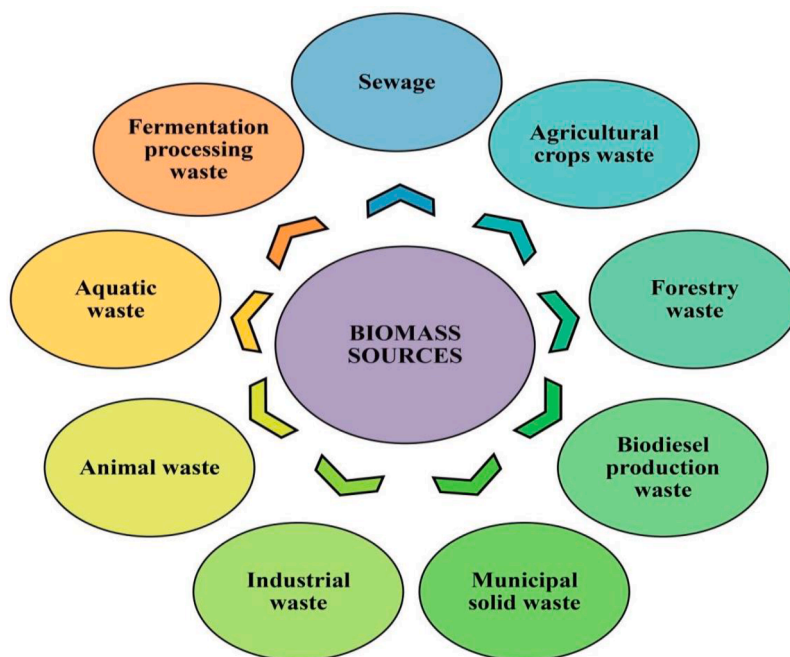 Sewage
Agricultural
crops waste
Forestry
waste
Biodiesel
production
waste
Municipal
solid waste
Industrial
waste
Animal waste
Aquatic
waste
Fermentation
processing
waste
BIOMASS
SOURCES